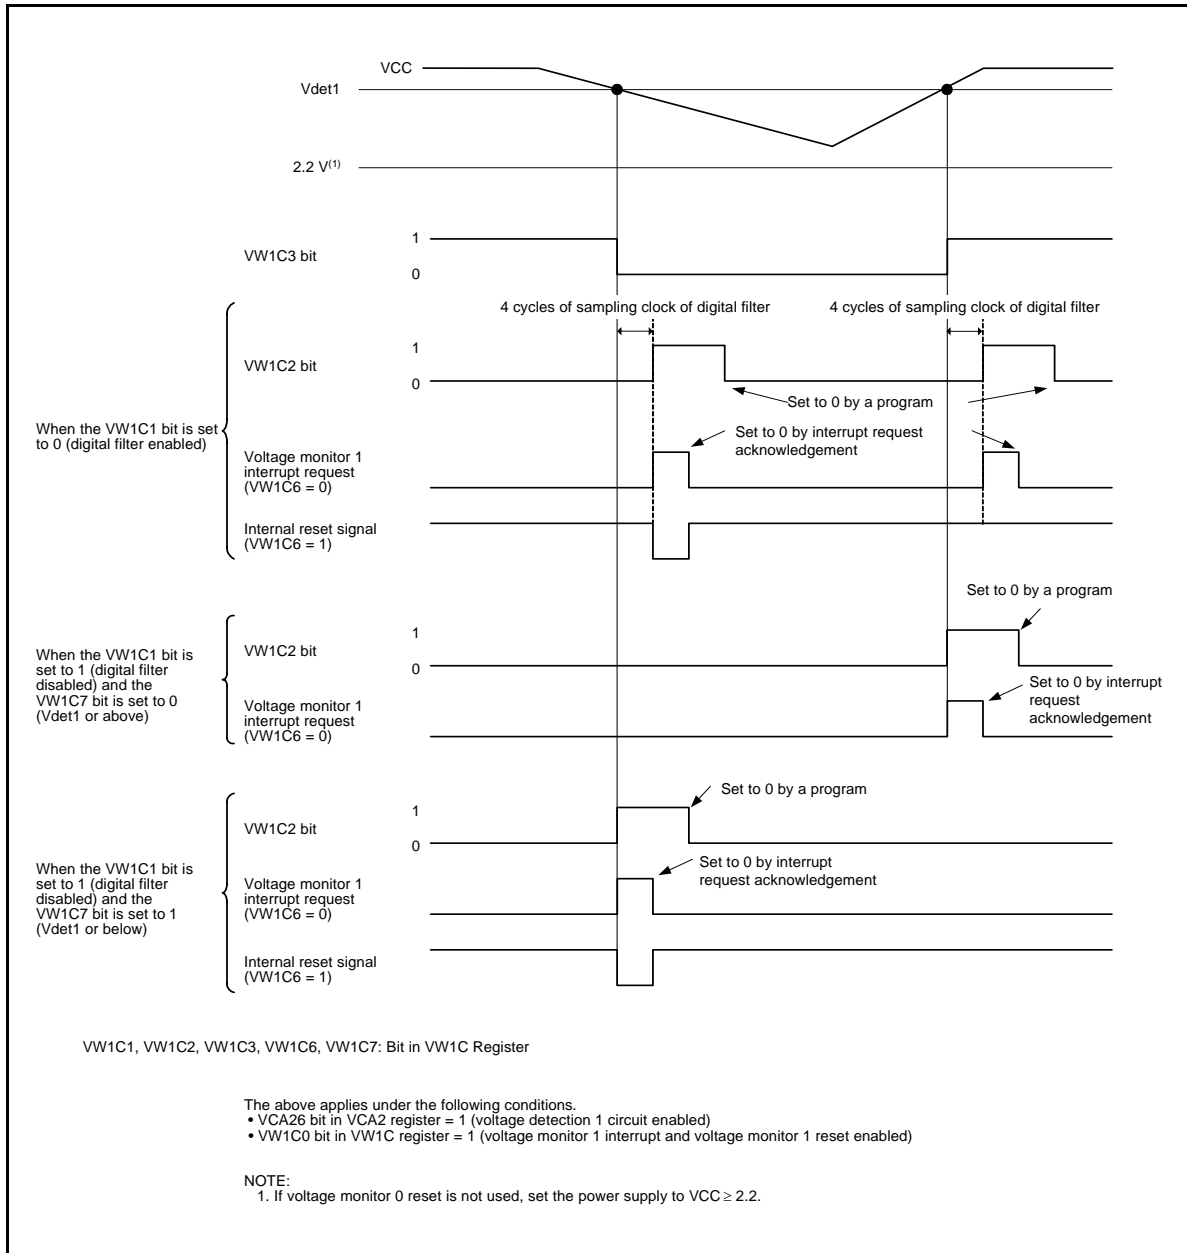 VCC
Vdet1
2.2 V(1)
VW1C3 bit
1
0
4 cycles of sampling clock of digital filter
4 cycles of sampling clock of digital filter
When the VW1C1 bit is set
to 0 (digital filter enabled)
VW1C2 bit
1
0
Set to 0 by a program
Voltage monitor 1
interrupt request
(VW1C6 = 0)
Set to 0 by interrupt request
acknowledgement
Internal reset signal
(VW1C6 = 1)
When the VW1C1 bit is
set to 1 (digital filter
disabled) and the
VW1C7 bit is set to 0
(Vdet1 or above)
VW1C2 bit
1
0
Set to 0 by a program
Voltage monitor 1
interrupt request
(VW1C6 = 0)
Set to 0 by interrupt
request
acknowledgement
When the VW1C1 bit is
set to 1 (digital filter
disabled) and the
VW1C7 bit is set to 1
(Vdet1 or below)
VW1C2 bit
1
0
Set to 0 by a program
Voltage monitor 1
interrupt request
(VW1C6 = 0)
Set to 0 by interrupt
request acknowledgement
Internal reset signal
(VW1C6 = 1)
VW1C1, VW1C2, VW1C3, VW1C6, VW1C7: Bit in VW1C Register
The above applies under the following conditions.
• VCA26 bit in VCA2 register = 1 (voltage detection 1 circuit enabled)
• VW1C0 bit in VW1C register = 1 (voltage monitor 1 interrupt and voltage monitor 1 reset enabled)
NOTE:
1. If voltage monitor 0 reset is not used, set the power supply to VCC ≥ 2.2.